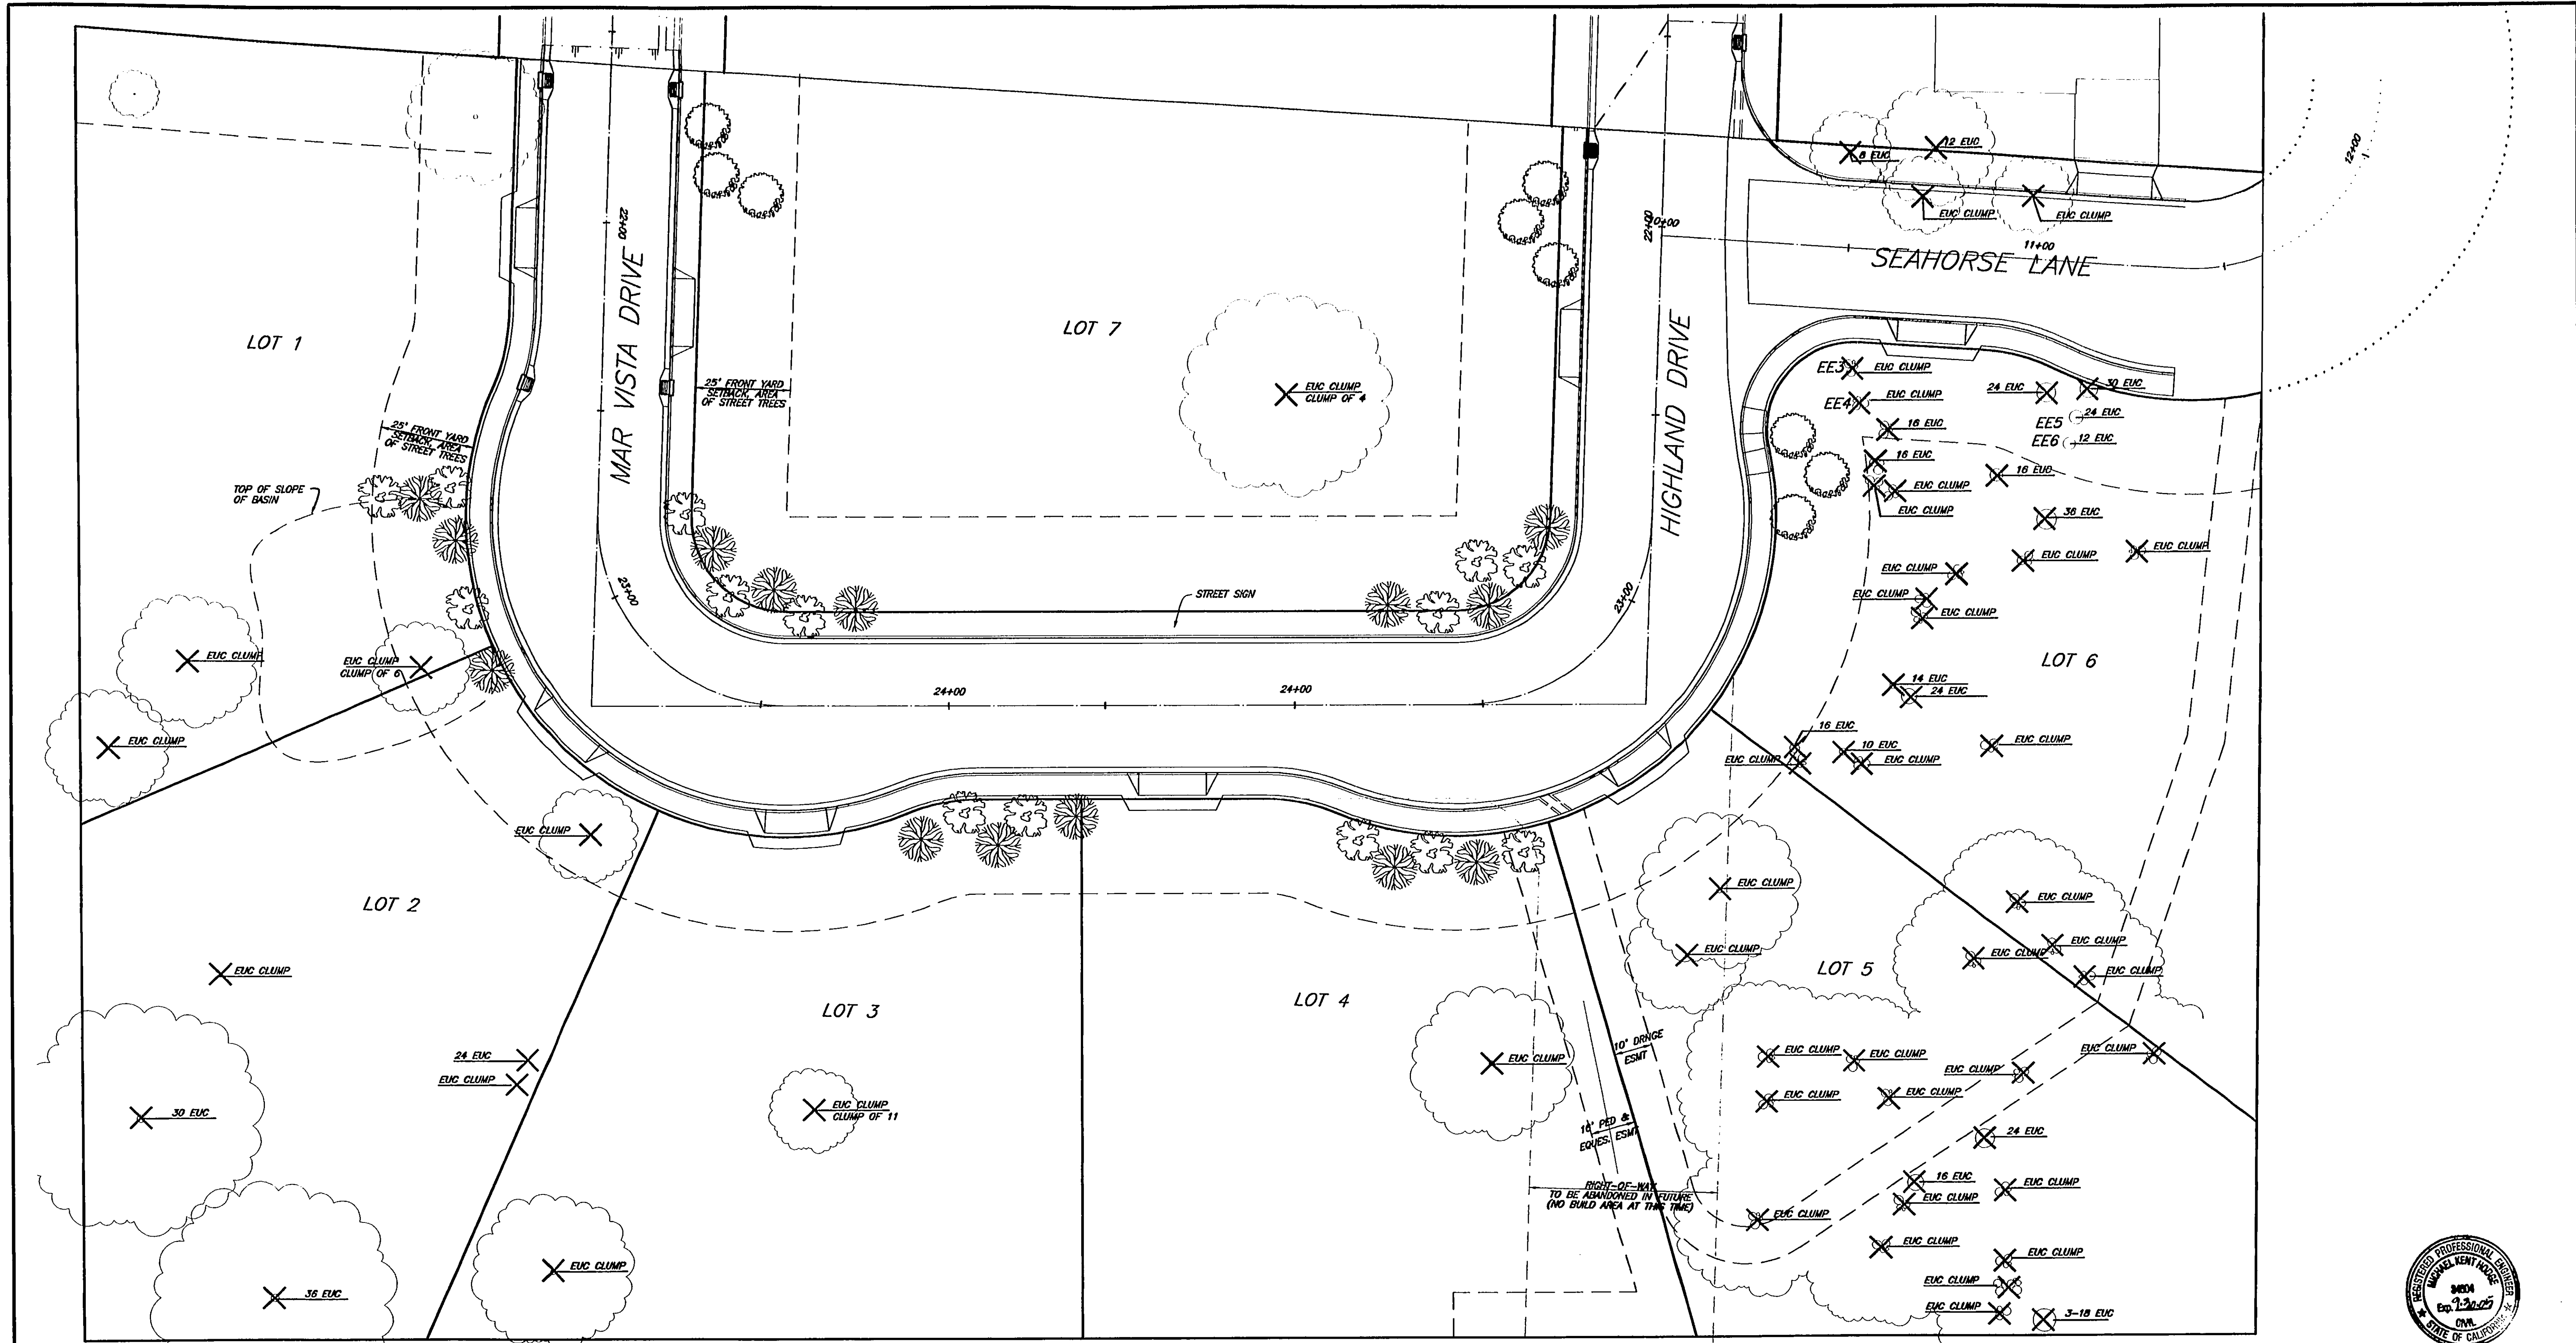 8 EUC
12 EUC
EUC CLUMP
EUC CLUMP
12+00
22+00
22+00
10+00
11+00
SEAHORSE LANE
MAR VISTA DRIVE
HIGHLAND DRIVE
LOT 1
LOT 7
25' FRONT YARD
SETBACK, AREA
OF STREET TREES
EUC CLUMP
CLUMP OF 4
EE3
EUC CLUMP
EE4
EUC CLUMP
24 EUC
30 EUC
EE5
24 EUC
EE6
12 EUC
16 EUC
16 EUC
16 EUC
EUC CLUMP
EUC CLUMP
36 EUC
25' FRONT YARD
SETBACK, AREA
OF STREET TREES
TOP OF SLOPE
OF BASIN
EUC CLUMP
EUC CLUMP
EUC CLUMP
EUC CLUMP
EUC CLUMP
23+00
STREET SIGN
23+00
EUC CLUMP
EUC CLUMP
CLUMP OF 6
LOT 6
14 EUC
24 EUC
24+00
24+00
EUC CLUMP
16 EUC
10 EUC
EUC CLUMP
EUC CLUMP
EUC CLUMP
EUC CLUMP
LOT 2
EUC CLUMP
EUC CLUMP
EUC CLUMP
EUC CLUMP
EUC CLUMP
EUC CLUMP
EUC CLUMP
LOT 5
LOT 3
LOT 4
24 EUC
EUC CLUMP
30 EUC
EUC CLUMP
CLUMP OF 11
EUC CLUMP
10' DRNGE
ESMT
16' PED &
EQUES. ESMT
EUC CLUMP
EUC CLUMP
EUC CLUMP
EUC CLUMP
EUC CLUMP
EUC CLUMP
24 EUC
RIGHT-OF-WAY
TO BE ABANDONED IN FUTURE
(NO BUILD AREA AT THIS TIME)
16 EUC
EUC CLUMP
EUC CLUMP
EUC CLUMP
EUC CLUMP
EUC CLUMP
EUC CLUMP
EUC CLUMP
3-18 EUC
EUC CLUMP
36 EUC
REGISTERED PROFESSIONAL ENGINEER
MICHAEL KENT HODGE
Exp. 9-30-05
CIVIL
STATE OF CALIFORNIA